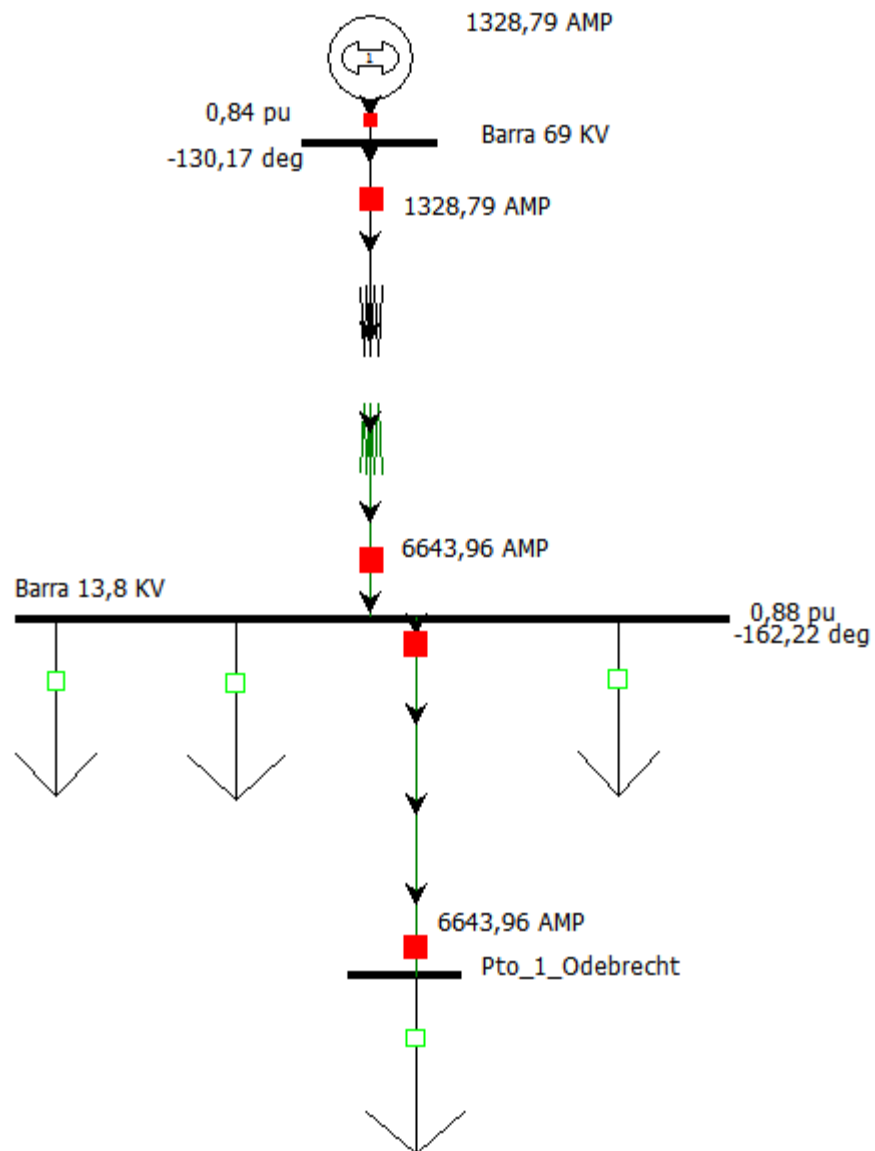 1328,79 AMP
1
0,84 pu
Barra 69 KV
-130,17 deg
1328,79 AMP
6643,96 AMP
Barra 13,8 KV
0,88 pu
-162,22 deg
6643,96 AMP
Pto_1_Odebrecht